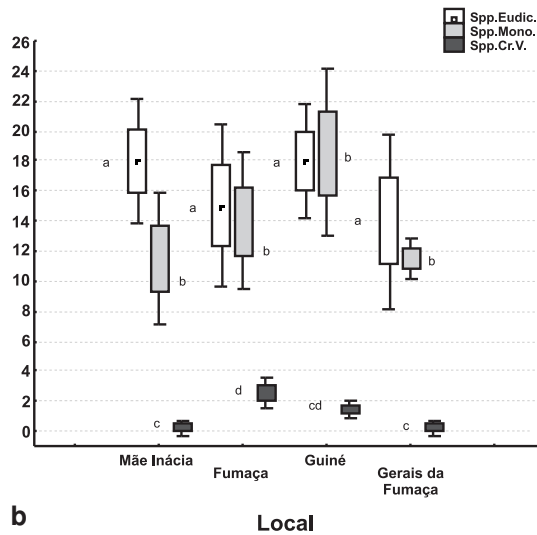 Spp.Eudic.
Spp.Mono.
Spp.Cr.V.
26
24
22
20
18
16
14
12
10
8
6
4
2
0
a
b
c
a
b
d
a
b
cd
a
b
c
Mãe Inácia
Fumaça
Guiné
Gerais da
Fumaça
b
Local